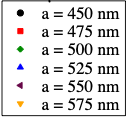 a = 450 nm
a = 475 nm
a = 500 nm
a = 525 nm
a = 550 nm
a = 575 nm